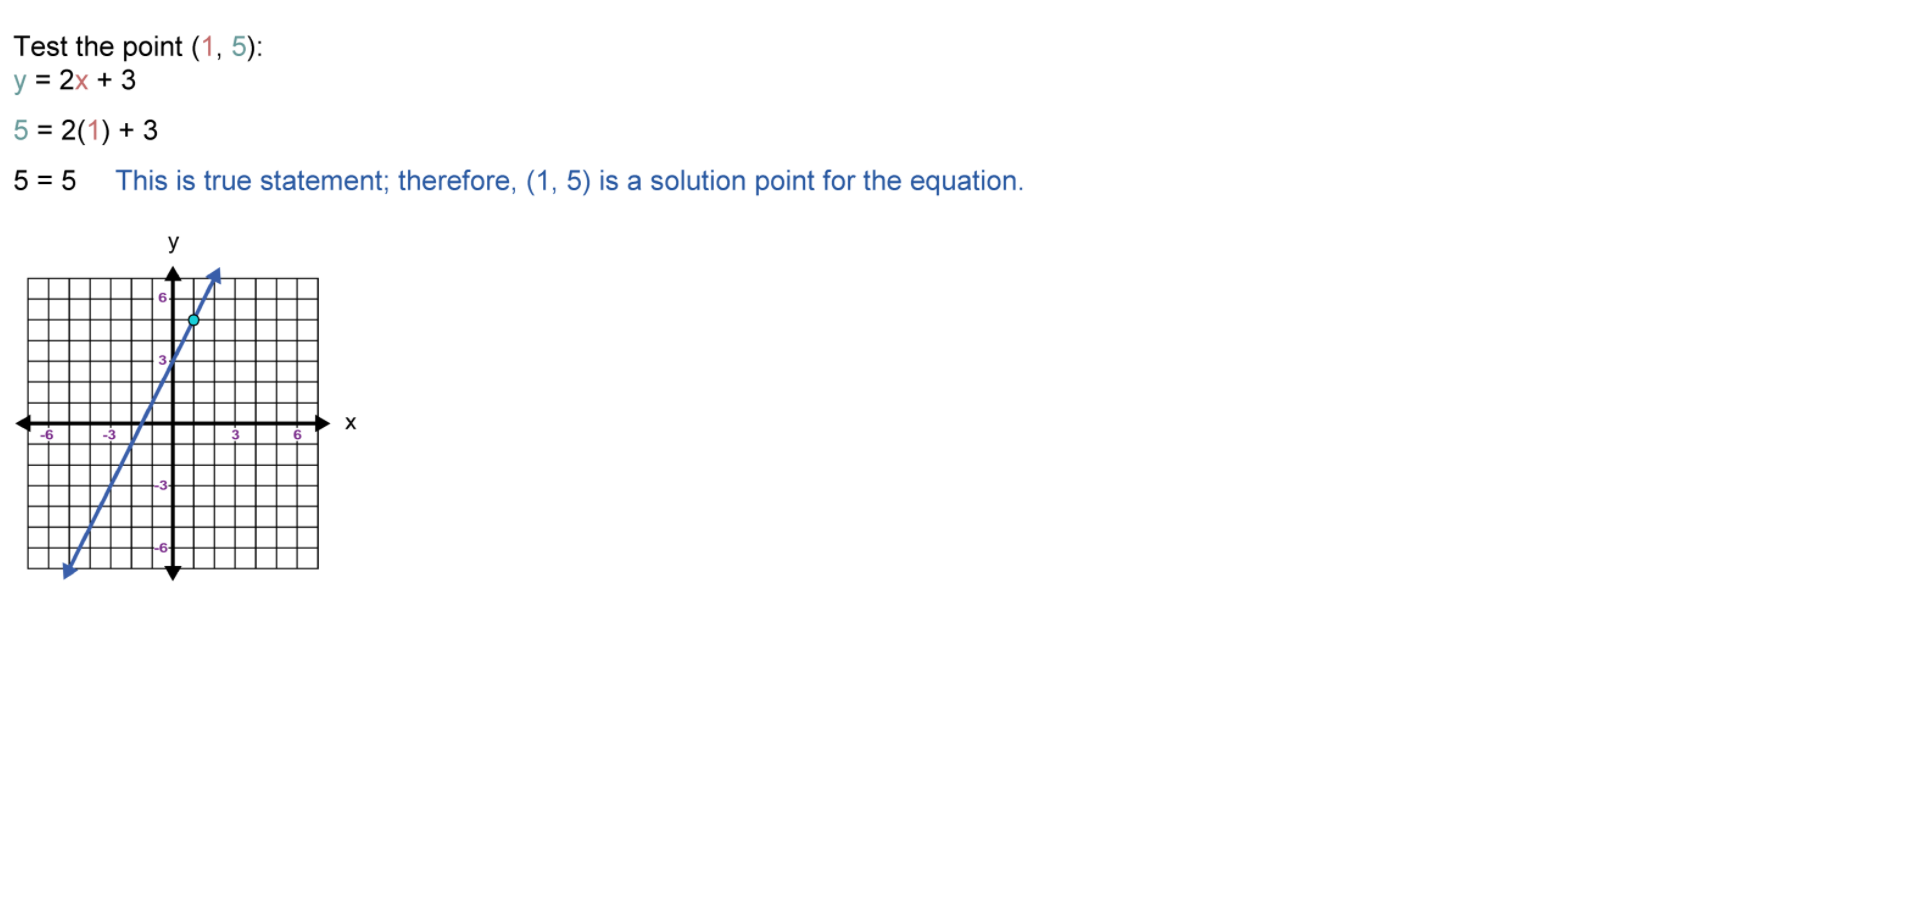 Test the point (1, 5):
y = 2x + 3
5 = 2(1) + 3
5 = 5 This is true statement; therefore, (1, 5) is a solution point for the equation.
y
6
3
x
-6 -3 3 6
-3
-6